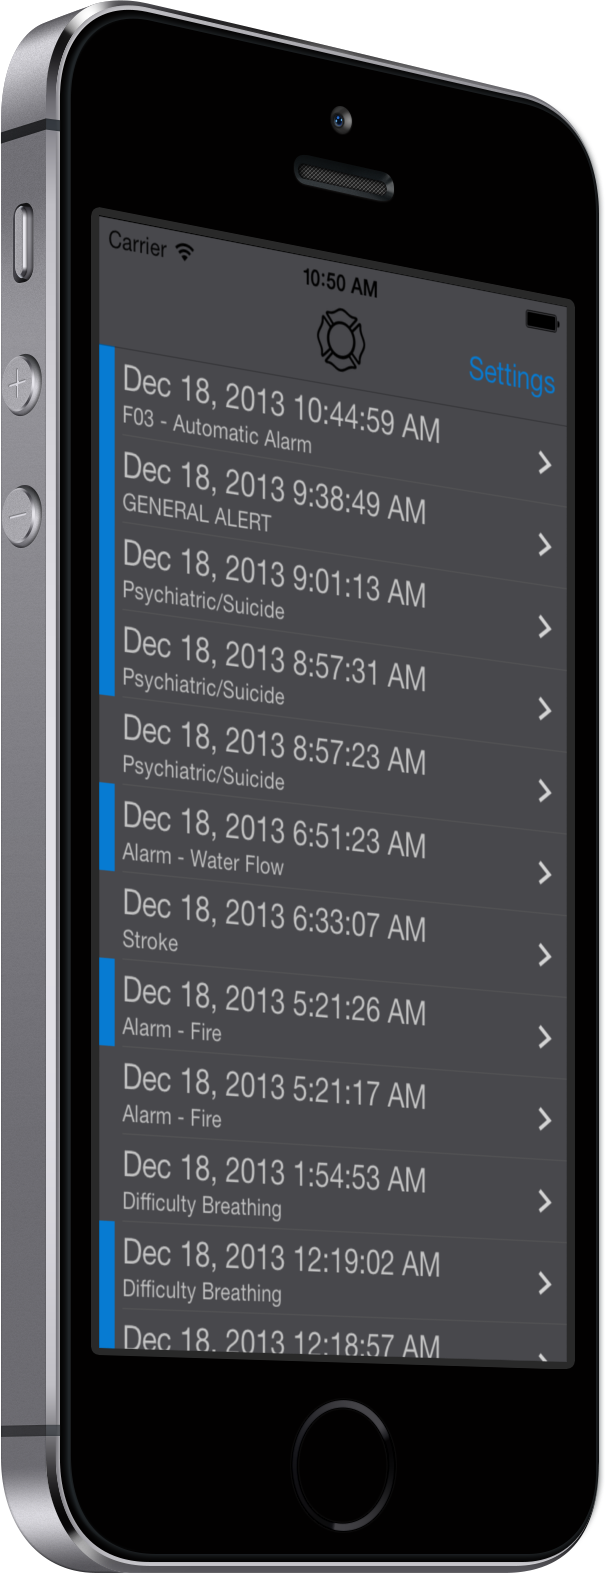 Carrier
10:50 AM
Settings
Dec 18, 2013 10:44:59 AM
F03 - Automatic Alarm
Dec 18, 2013 9:38:49 AM
GENERAL ALERT
Dec 18, 2013 9:01:13 AM
Psychiatric/Suicide
Dec 18, 2013 8:57:31 AM
Psychiatric/Suicide
Dec 18, 2013 8:57:23 AM
Psychiatric/Suicide
Dec 18, 2013 6:51:23 AM
Alarm - Water Flow
Dec 18, 2013 6:33:07 AM
Stroke
Dec 18, 2013 5:21:26 AM
Alarm - Fire
Dec 18, 2013 5:21:17 AM
Alarm - Fire
Dec 18, 2013 1:54:53 AM
Difficulty Breathing
Dec 18, 2013 12:19:02 AM
Difficulty Breathing
Dec 18, 2013 12:18:57 AM